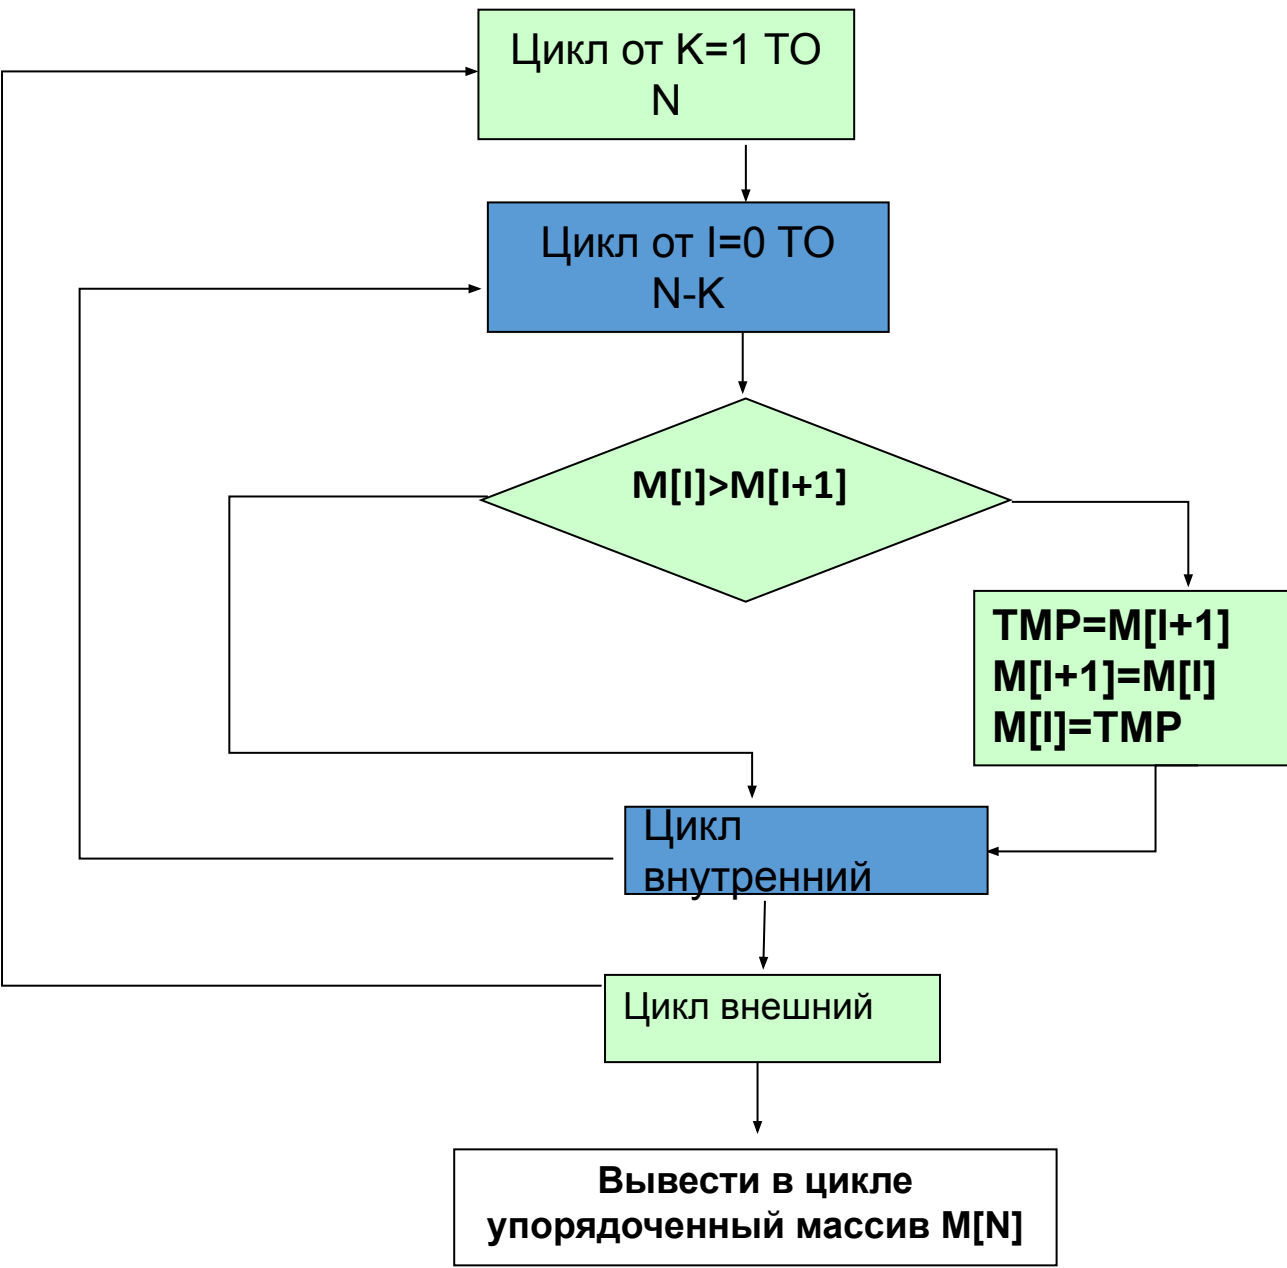 Цикл от K=1 TO
N
Цикл от I=0 TO
N-K
M[I]>M[I+1]
TMP=M[I+1]
M[I+1]=M[I]
M[I]=TMP
Цикл
внутренний
Цикл внешний
Вывести в цикле
упорядоченный массив M[N]